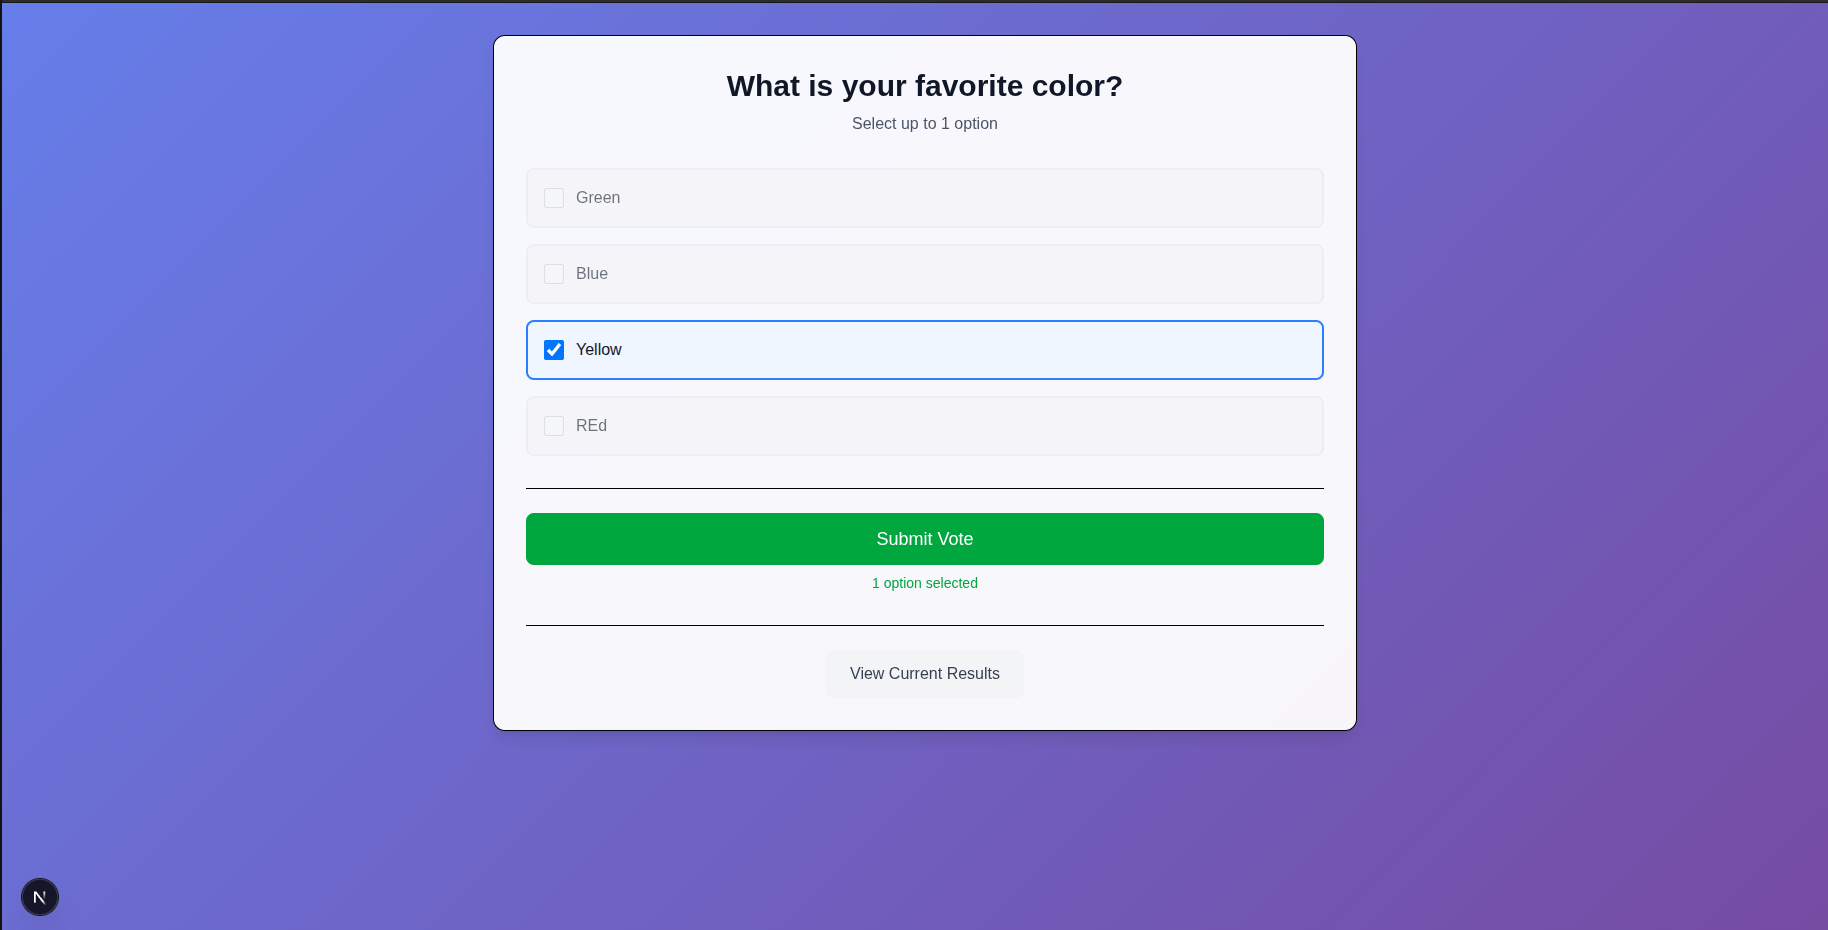 What is your favorite color?
Select up to 1 option
Green
Blue
Yellow
REd
Submit Vote
1 option selected
View Current Results
N